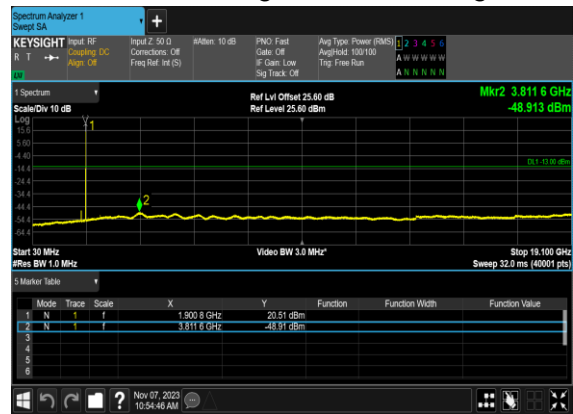 Spectrum Analyzer 1
Swept SA
+
KEYSIGHT Input: RF Input Z: 50 Ω #Atten: 10 dB PNO: Fast Avg Type: Power (RMS) 1 2 3 4 5 6
R T Coupling: DC Corrections: Off Gate: Off Avg|Hold: 100/100 A W W W W W
Align: Off Freq Ref: Int (S) IF Gain: Low Trig: Free Run
LW Sig Track: Off A N N N N N
1 Spectrum Ref Lvl Offset 25.60 dB Mkr2 3.811 6 GHz
Scale/Div 10 dB Ref Level 25.60 dBm -48.913 dBm
Log
15.6 1
5.60
-4.40
DL1 -13.00 dBm
-14.4
-24.4
-34.4
-44.4 2
-54.4
-64.4
Start 30 MHz Video BW 3.0 MHz* Stop 19.100 GHz
#Res BW 1.0 MHz Sweep 32.0 ms (40001 pts)
5 Marker Table
Mode Trace Scale X Y Function Function Width Function Value
1 N 1 f 1.900 8 GHz 20.51 dBm
2 N 1 f 3.811 6 GHz -48.91 dBm
3
4
5
6
? Nov 07, 2023
10:54:46 AM